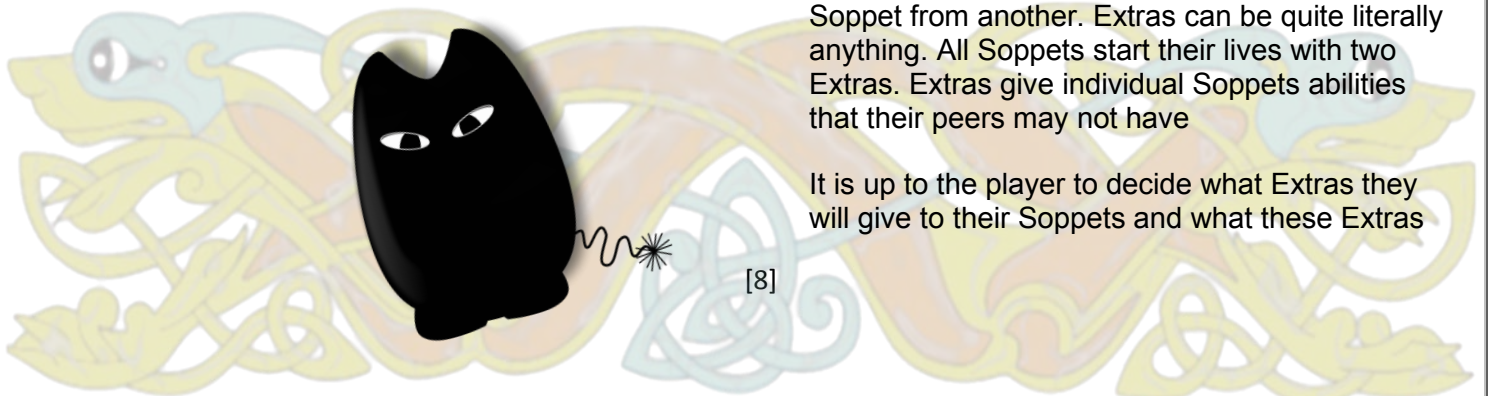 Soppet from another. Extras can be quite literally
anything. All Soppets start their lives with two
Extras. Extras give individual Soppets abilities
that their peers may not have
It is up to the player to decide what Extras they
will give to their Soppets and what these Extras
[8]